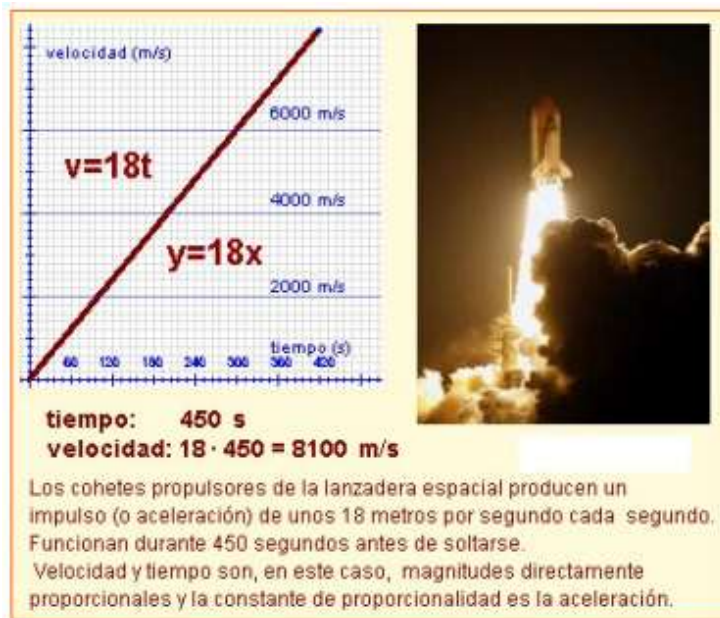 velocidad (m/s)
6000 m/s
v=18t
4000 m/s
y=18x
2000 m/s
tiempo (s)
60 120 180 240 300 360 420
tiempo: 450 s
velocidad: 18 · 450 = 8100 m/s
Los cohetes propulsores de la lanzadera espacial producen un
impulso (o aceleración) de unos 18 metros por segundo cada segundo.
Funcionan durante 450 segundos antes de soltarse.
Velocidad y tiempo son, en este caso, magnitudes directamente
proporcionales y la constante de proporcionalidad es la aceleración.